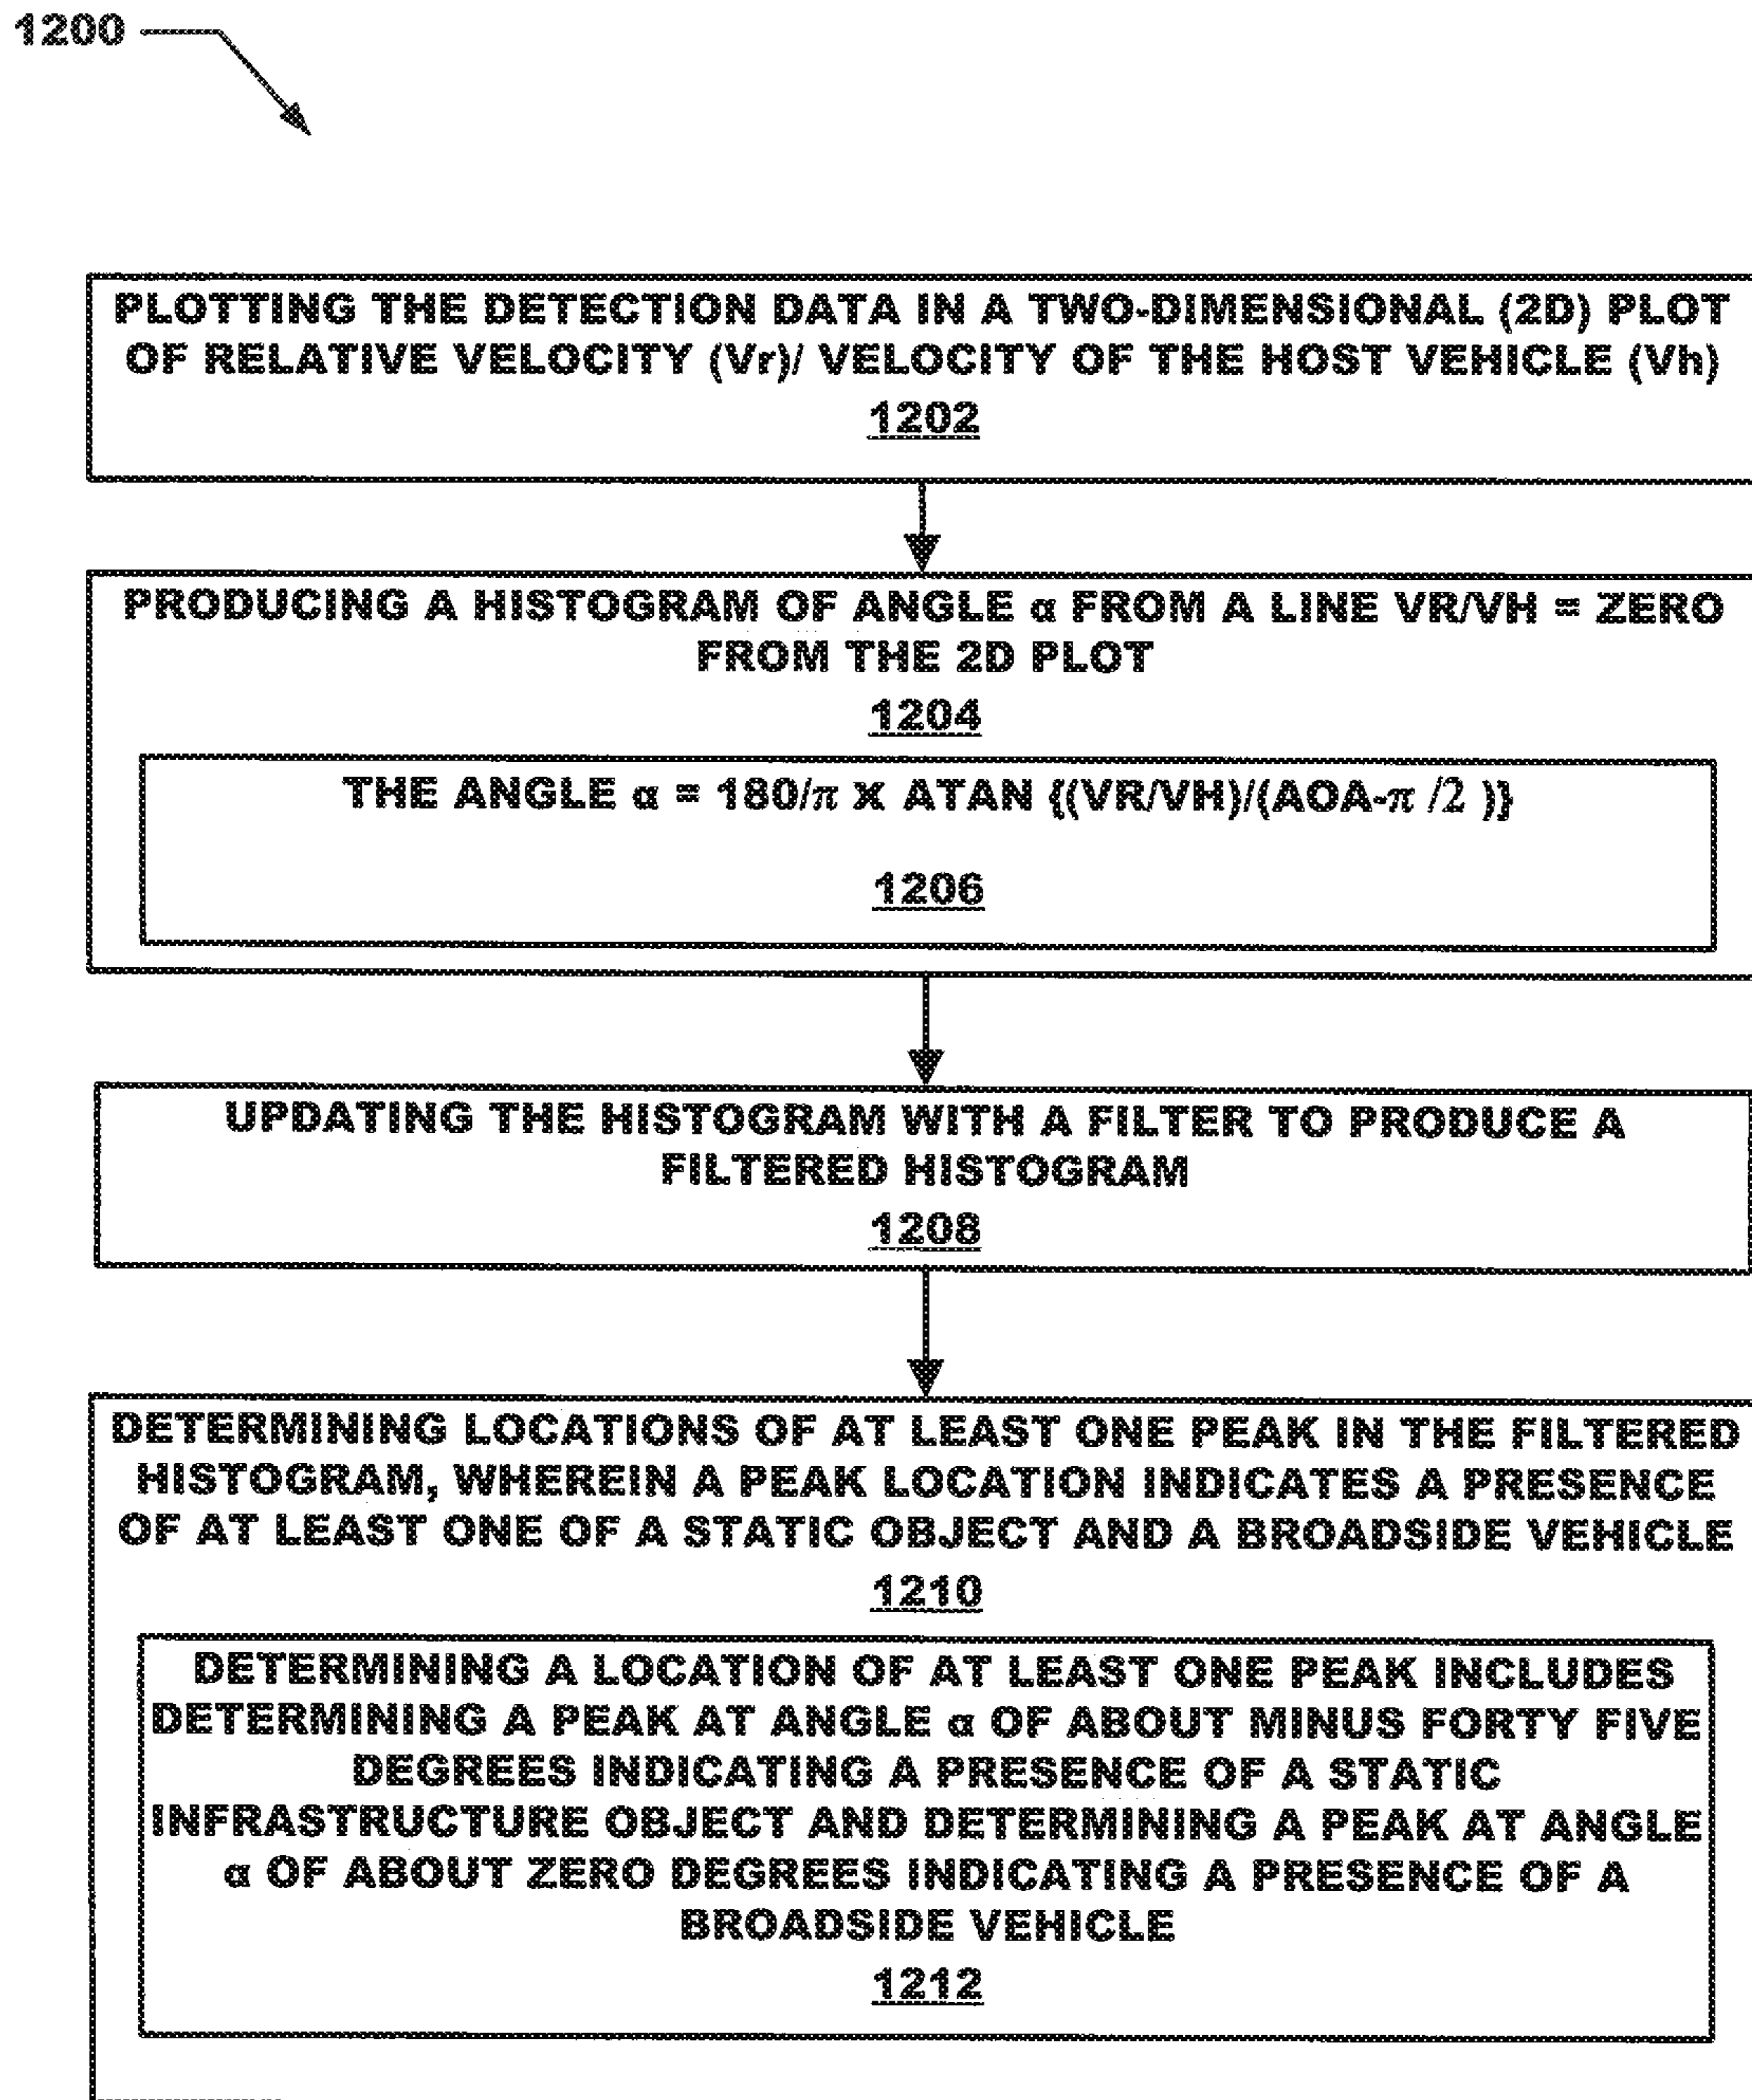 1200
PLOTTING THE DETECTION DATA IN A TWO-DIMENSIONAL (2D) PLOT
OF RELATIVE VELOCITY (Vr)/ VELOCITY OF THE HOST VEHICLE (Vh)
1202
PRODUCING A HISTOGRAM OF ANGLE α FROM A LINE VR/VH = ZERO
FROM THE 2D PLOT
1204
THE ANGLE α = 180/π X ATAN {(VR/VH)/(AOA-π /2 )}
1206
UPDATING THE HISTOGRAM WITH A FILTER TO PRODUCE A
FILTERED HISTOGRAM
1208
DETERMINING LOCATIONS OF AT LEAST ONE PEAK IN THE FILTERED
HISTOGRAM, WHEREIN A PEAK LOCATION INDICATES A PRESENCE
OF AT LEAST ONE OF A STATIC OBJECT AND A BROADSIDE VEHICLE
1210
DETERMINING A LOCATION OF AT LEAST ONE PEAK INCLUDES
DETERMINING A PEAK AT ANGLE α OF ABOUT MINUS FORTY FIVE
DEGREES INDICATING A PRESENCE OF A STATIC
INFRASTRUCTURE OBJECT AND DETERMINING A PEAK AT ANGLE
α OF ABOUT ZERO DEGREES INDICATING A PRESENCE OF A
BROADSIDE VEHICLE
1212